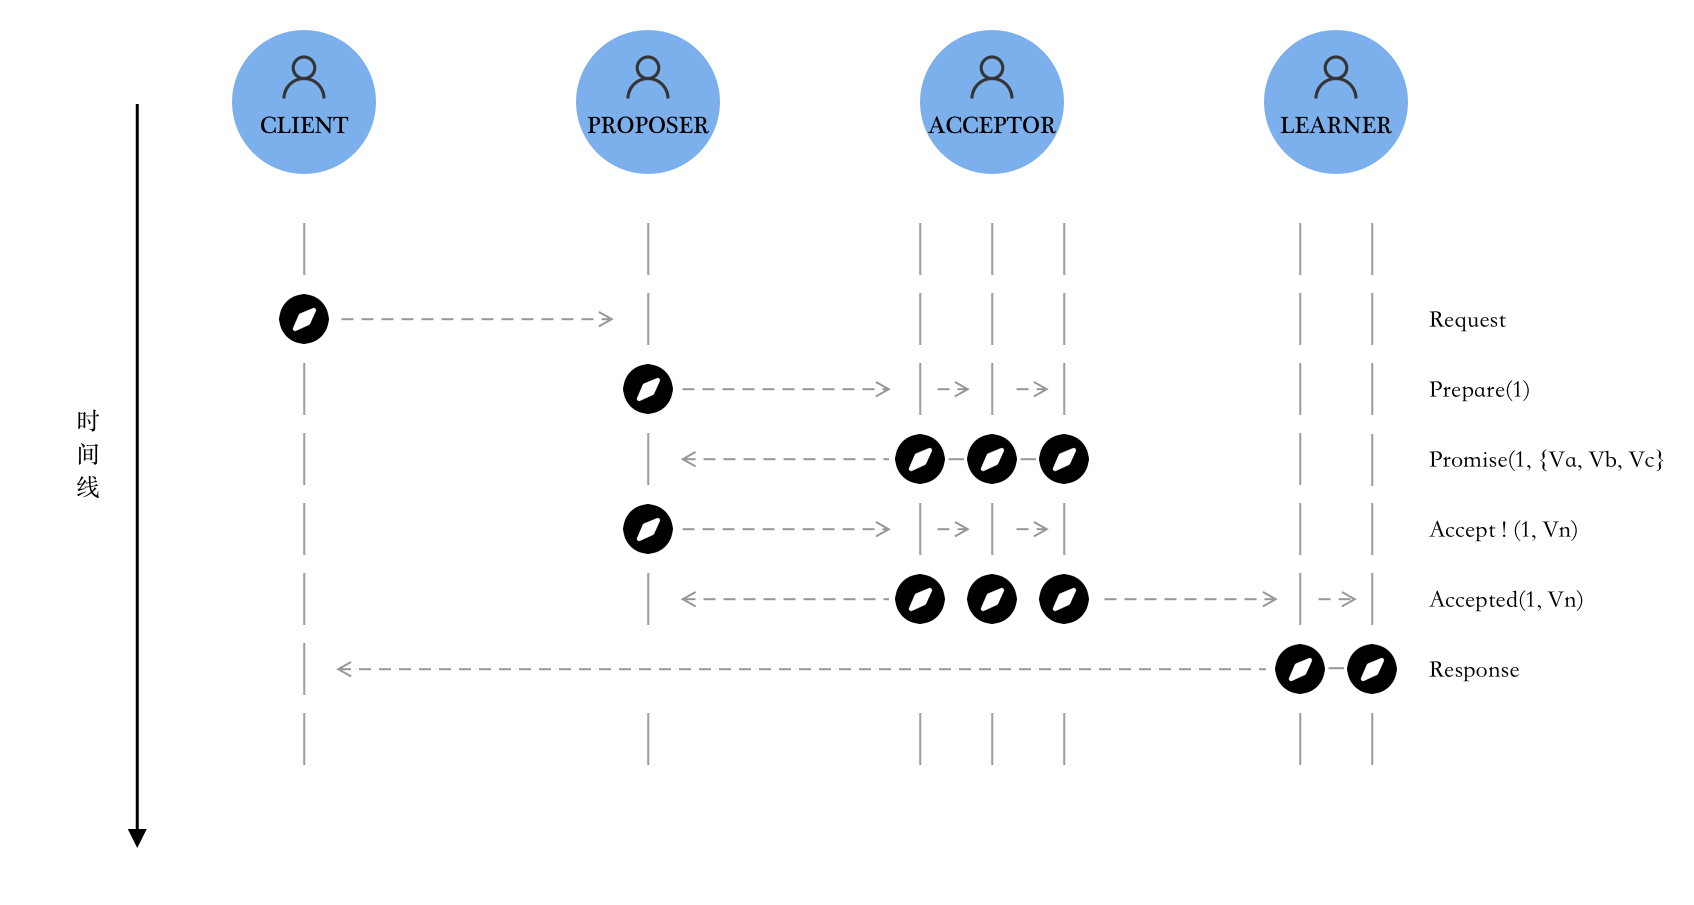 CLIENT
PROPOSER
ACCEPTOR
LEARNER
Request
Prepare(1)
时间线
Promise(1, {Va, Vb, Vc}
Accept ! (1, Vn)
Accepted(1, Vn)
Response